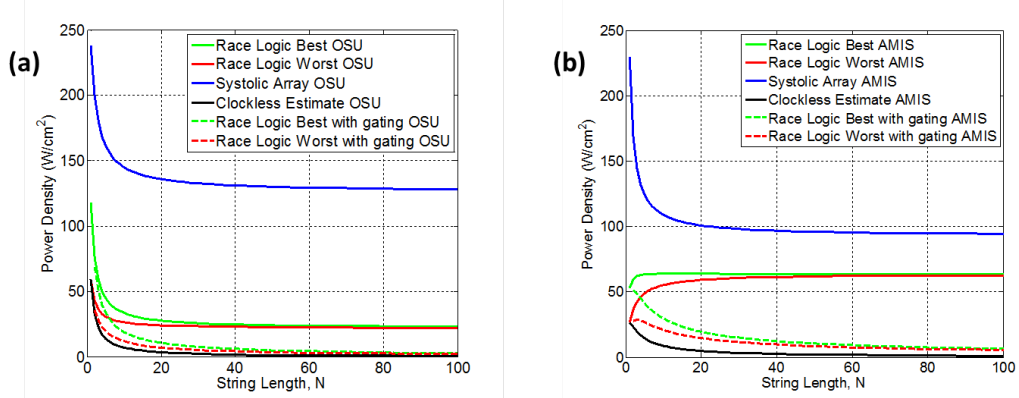 (a)
250
200
150
100
50
0
Power Density (W/cm2)
Race Logic Best OSU
Race Logic Worst OSU
Systolic Array OSU
Clockless Estimate OSU
Race Logic Best with gating OSU
Race Logic Worst with gating OSU
0 20 40 60 80 100
String Length, N
(b)
250
200
150
100
50
0
Power Density (W/cm2)
Race Logic Best AMIS
Race Logic Worst AMIS
Systolic Array AMIS
Clockless Estimate AMIS
Race Logic Best with gating AMIS
Race Logic Worst with gating AMIS
0 20 40 60 80 100
String Length, N